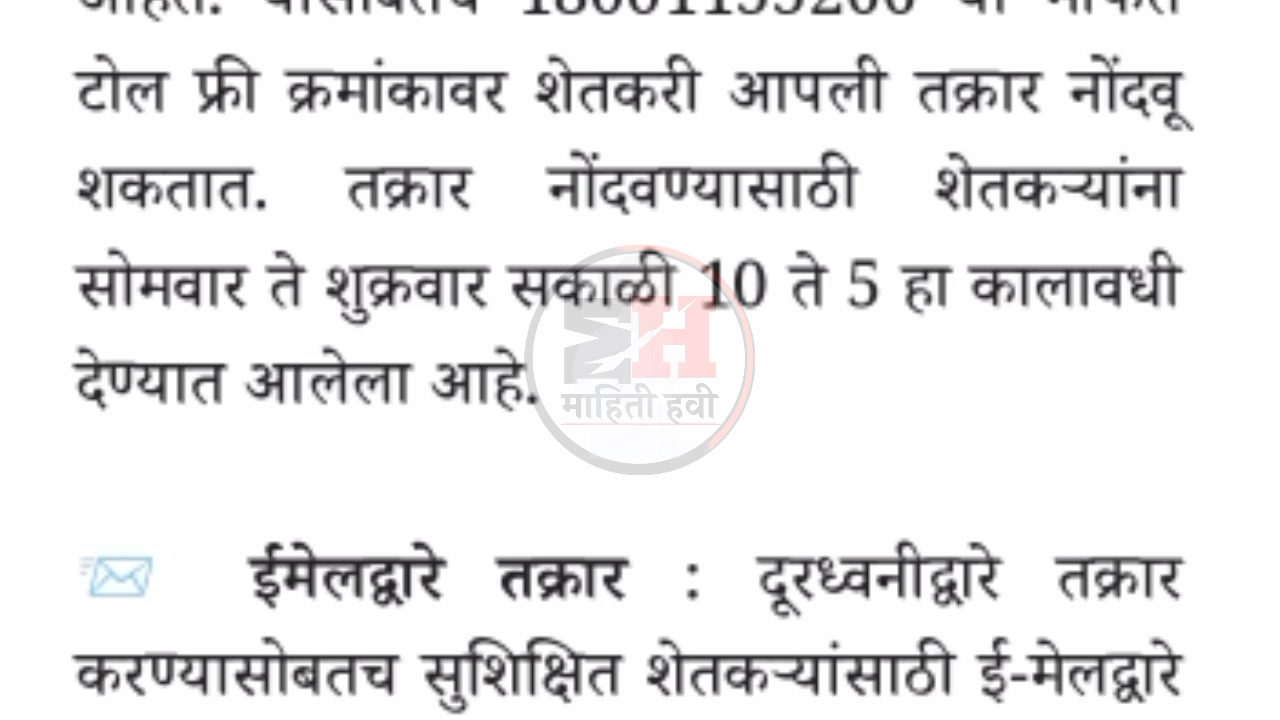 टोल फ्री क्रमांकावर शेतकरी आपली तक्रार नोंदवू
शकतात. तक्रार नोंदवण्यासाठी शेतकऱ्यांना
सोमवार ते शुक्रवार सकाळी 10 ते 5 हा कालावधी
देण्यात आलेला आहे.
माहिती हवी
ईमेलद्वारे तक्रार : दूरध्वनीद्वारे तक्रार
करण्यासोबतच सुशिक्षित शेतकऱ्यांसाठी ई-मेलद्वारे